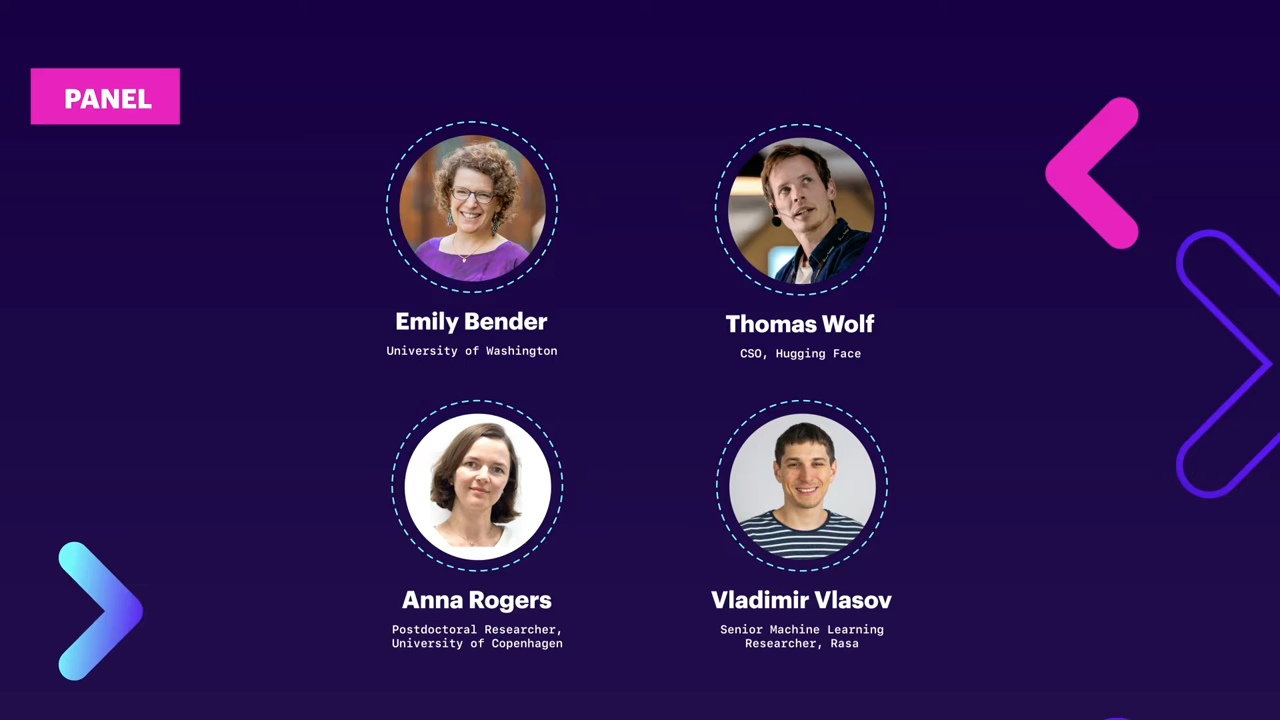 PANEL
Emily Bender
University of Washington
Thomas Wolf
CSO, Hugging Face
Anna Rogers
Postdoctoral Researcher,
University of Copenhagen
Vladimir Vlasov
Senior Machine Learning
Researcher, Rasa